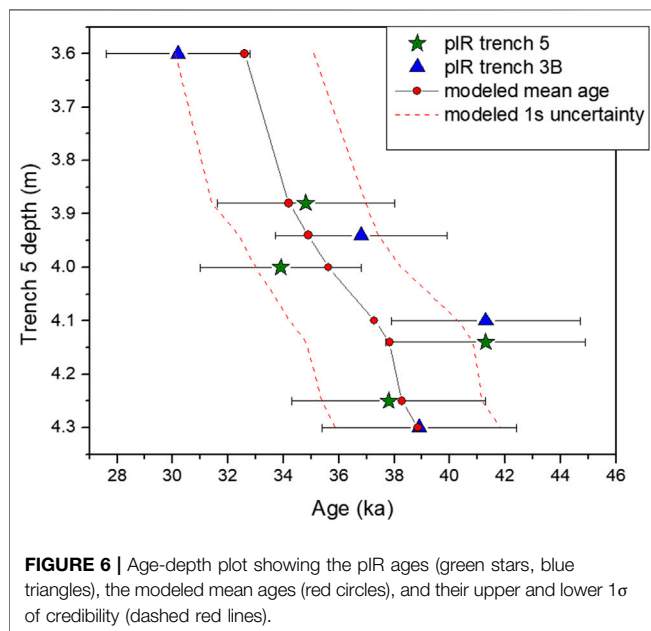 pIR trench 5
pIR trench 3B
modeled mean age
modeled 1s uncertainty
Trench 5 depth (m)
3.6
3.7
3.8
3.9
4.0
4.1
4.2
4.3
28 30 32 34 36 38 40 42 44 46
Age (ka)
FIGURE 6 | Age-depth plot showing the pIR ages (green stars, blue
triangles), the modeled mean ages (red circles), and their upper and lower 1σ
of credibility (dashed red lines).